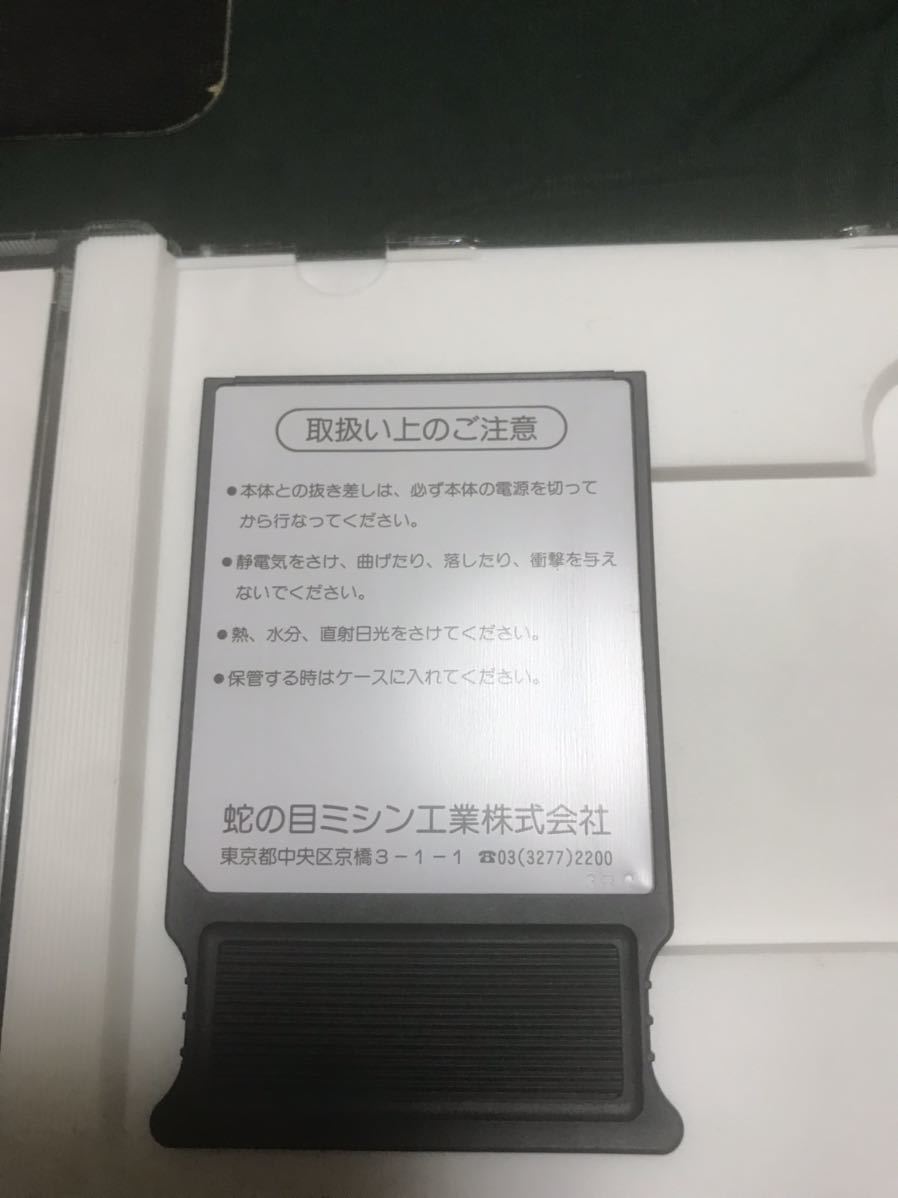 取扱い上のご注意
●本体との抜き差しは、必ず本体の電源を切って
から行なってください。
●静電気をさけ、曲げたり、落したり、衝撃を与え
ないでください。
●熱、水分、直射日光をさけてください。
●保管する時はケースに入れてください。
蛇の目ミシン工業株式会社
東京都中央区京橋3-1-1 ☎03(3277)2200